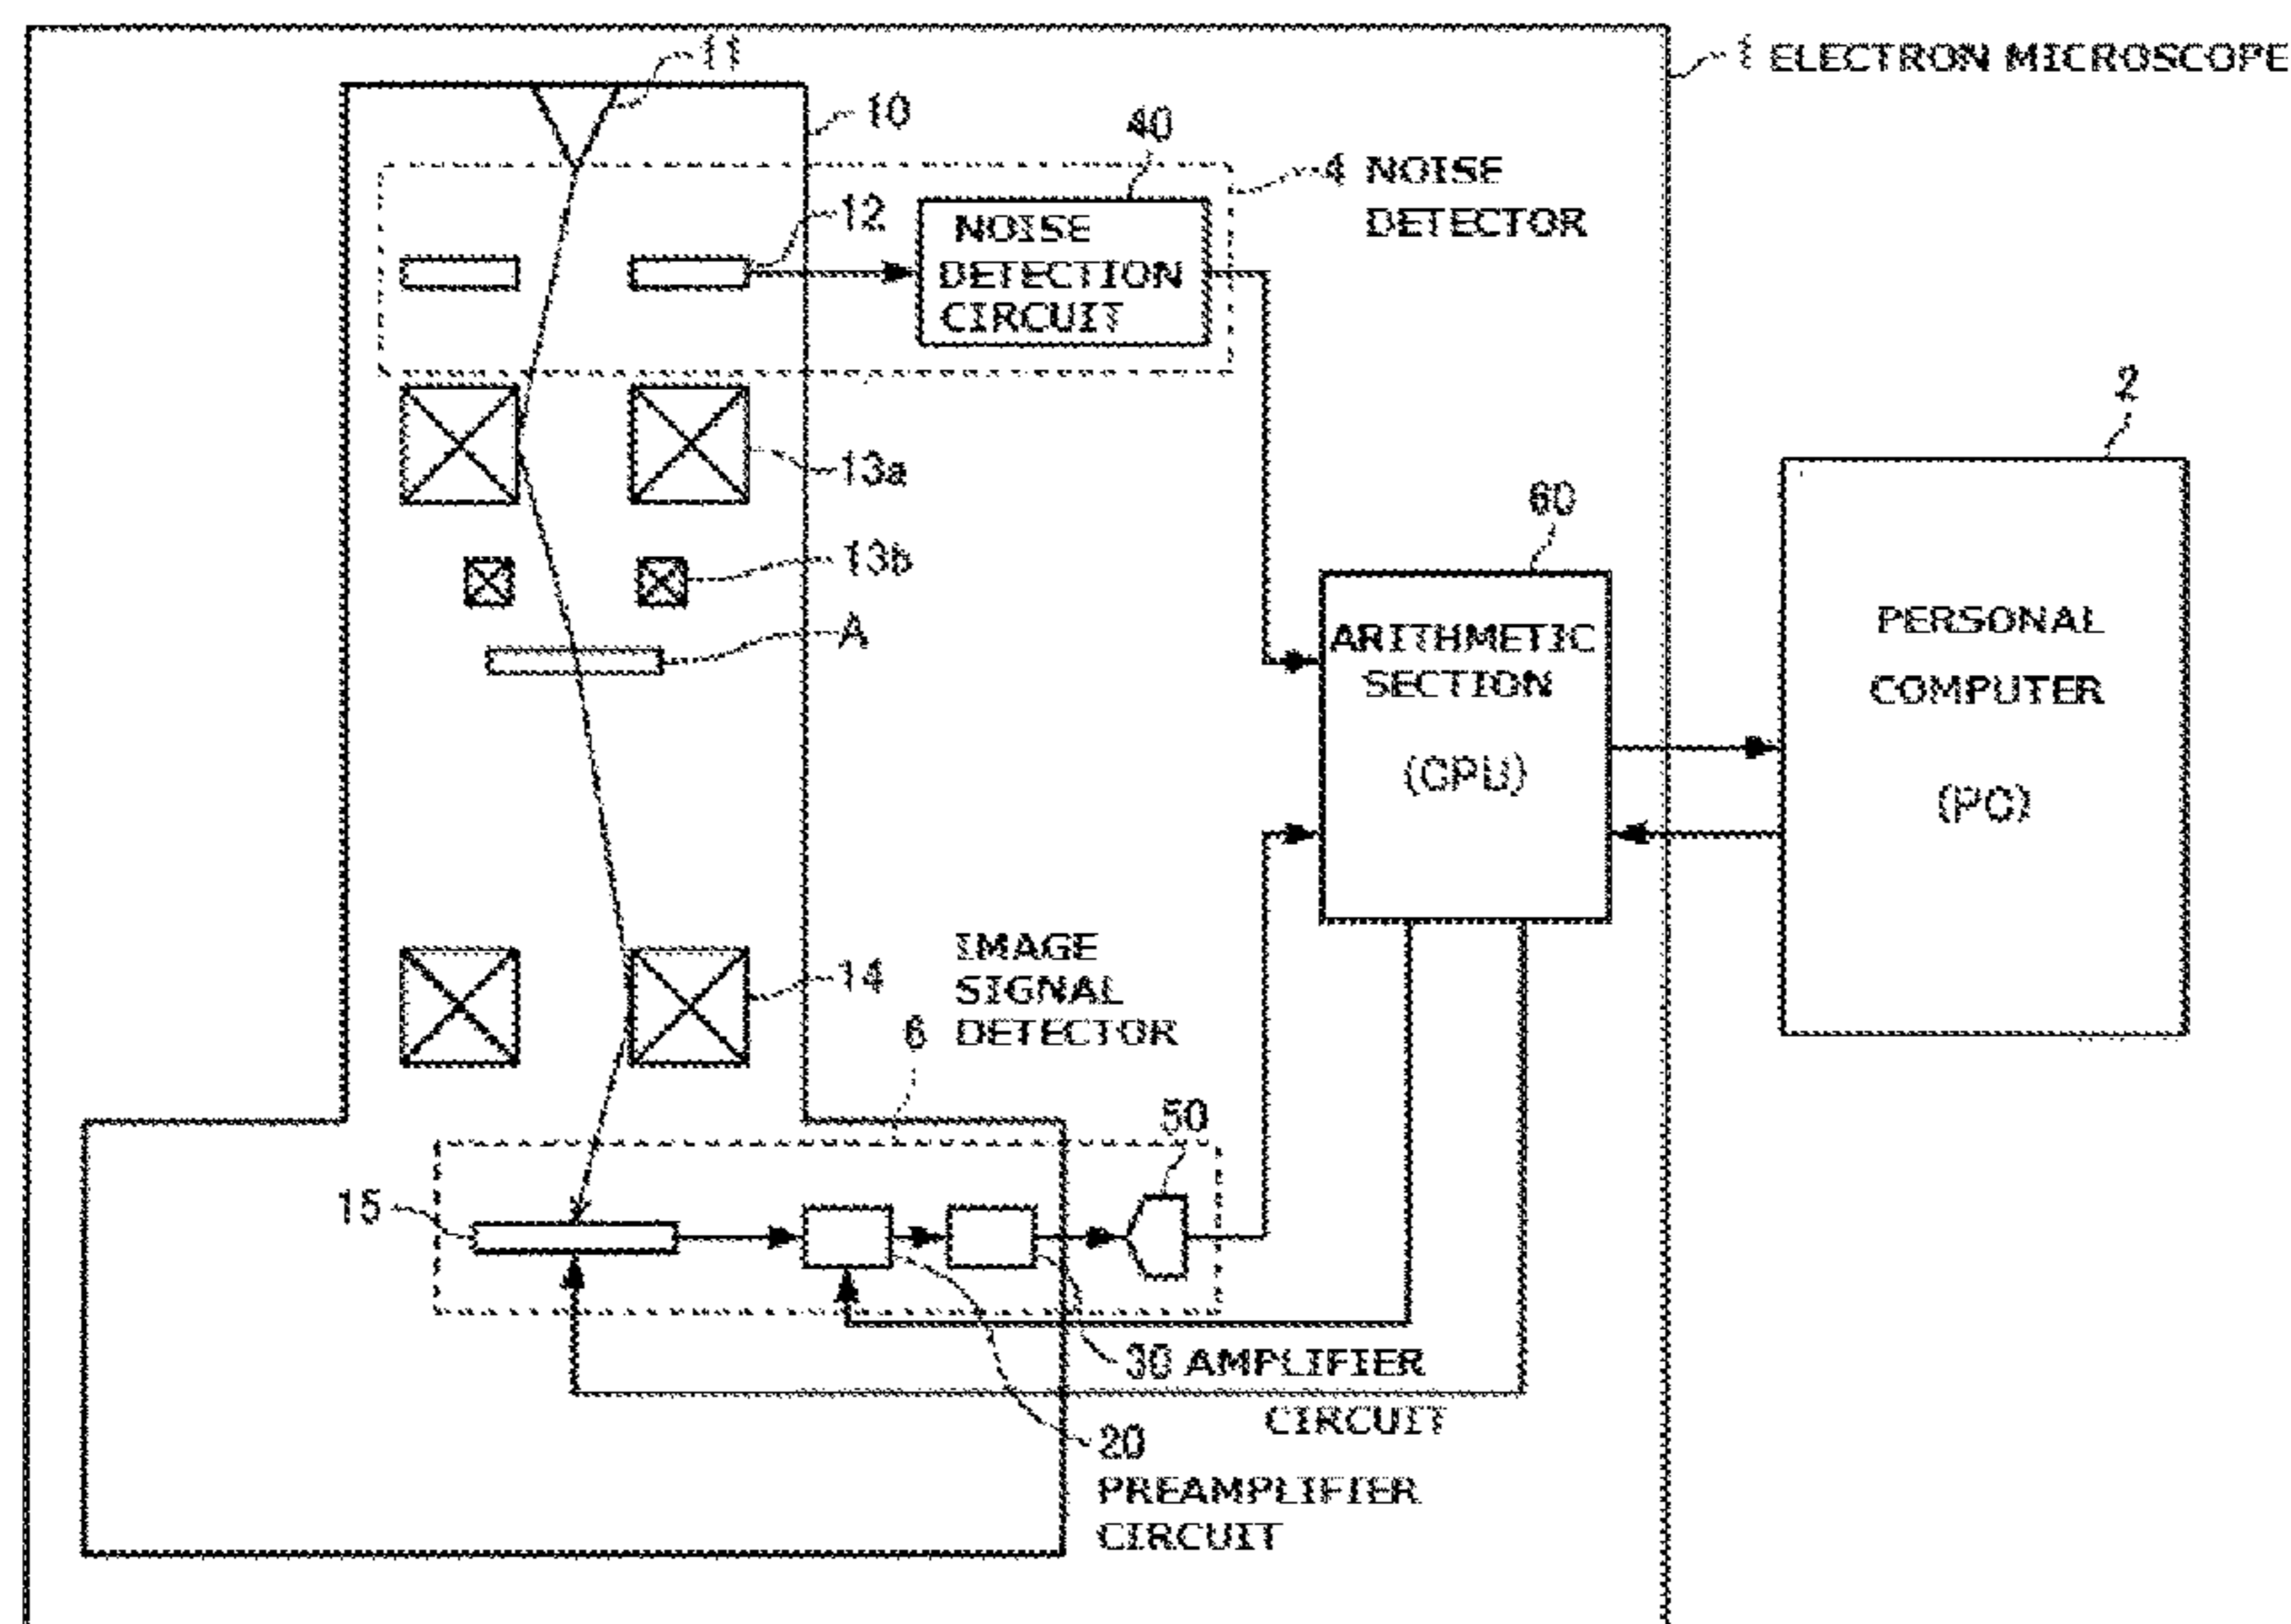 11
1 ELECTRON MICROSCOPE
10
40
4 NOISE
DETECTOR
12
NOISE
DETECTION
CIRCUIT
2
13a
60
13b
A
ARITHMETIC
SECTION
(CPU)
PERSONAL
COMPUTER
(PC)
14
IMAGE
SIGNAL
DETECTOR
6
50
15
30 AMPLIFIER
CIRCUIT
20
PREAMPLIFIER
CIRCUIT